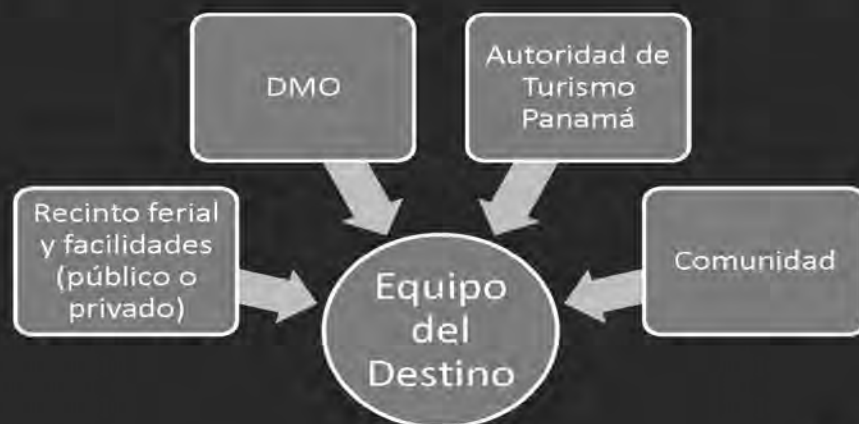 DMO
Autoridad de
Turismo
Panamá
Recinto ferial
y facilidades
(público o
privado)
Comunidad
Equipo
del
Destino